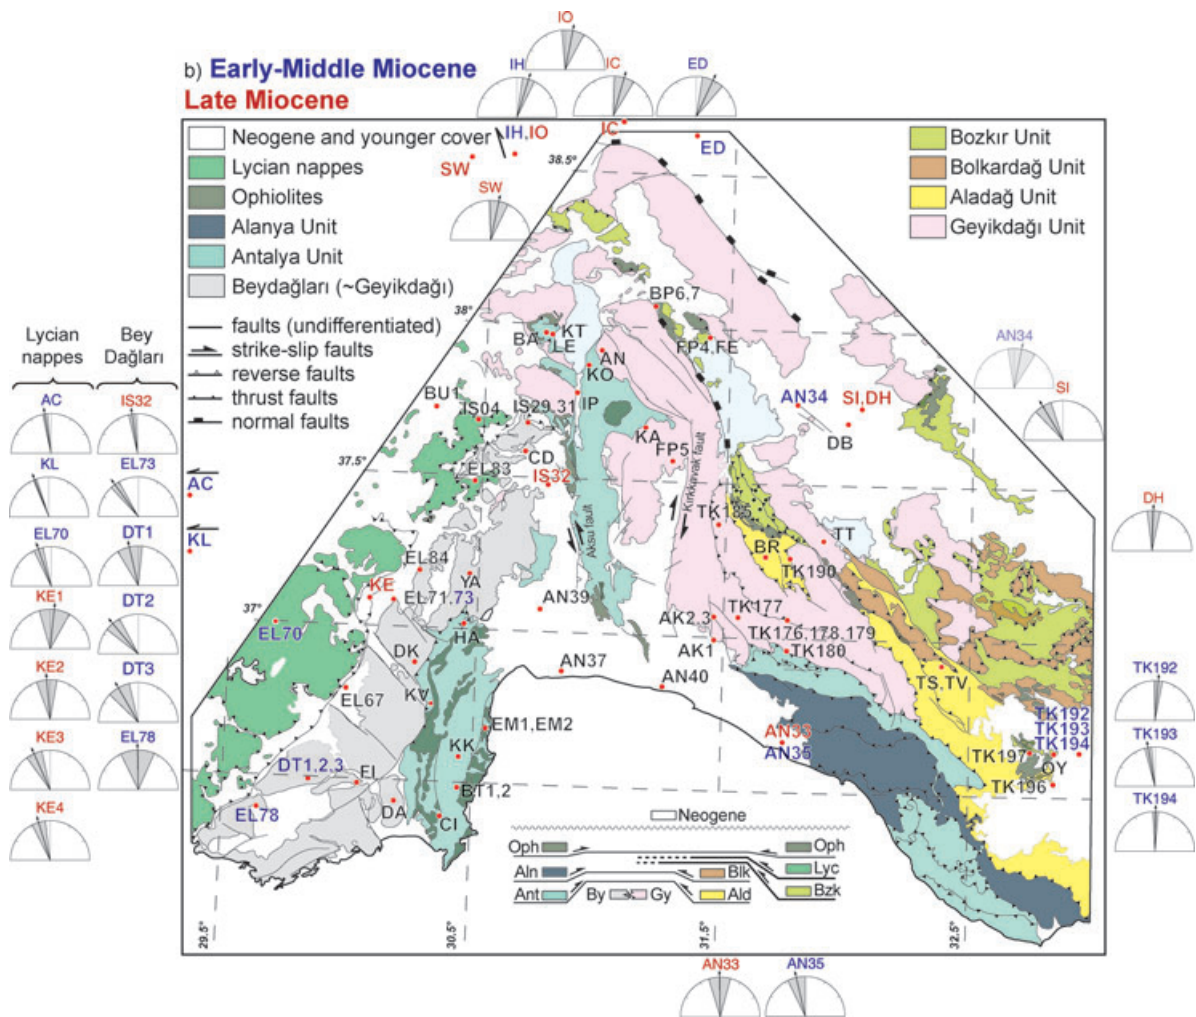 IO
IH
IC
ED
b) Early-Middle Miocene
Late Miocene
IH,IO
IC
ED
SW
SW
38.5°
Neogene and younger cover
Lycian nappes
Ophiolites
Alanya Unit
Antalya Unit
Beydağları (~Geyikdağı)
faults (undifferentiated)
strike-slip faults
reverse faults
thrust faults
normal faults
Bozkır Unit
Bolkardağ Unit
Aladağ Unit
Geyikdağı Unit
Lycian nappes
Bey Dağları
AC
IS32
KL
EL73
EL70
DT1
KE1
DT2
KE2
DT3
KE3
EL78
KE4
AC
KL
38°
37.5°
37°
BP6,7
BA
KT
LE
AN
KO
FP4,FE
BU1
IS04
IS29,31
IP
KA
FP5
CD
EL83
IS32
AN34
SI,DH
DB
AN34
SI
DH
Aksu fault
Kırkkavak fault
TK185
BR
TT
TK190
EL84
KE
YA
EL71,73
AN39
EL70
HA
AK2,3
TK177
TK176,178,179
AK1
TK180
DK
AN37
AN40
TS,TV
EL67
KV
EM1,EM2
AN33
AN35
TK192
TK193
TK194
TK197
OY
TK196
KK
DT1,2,3
FI
BT1,2
EL78
DA
CI
TK192
TK193
TK194
Neogene
Oph
Oph
Aln
Blk
Lyc
Ant
By
Gy
Ald
Bzk
29.5°
30.5°
31.5°
32.5°
AN33
AN35